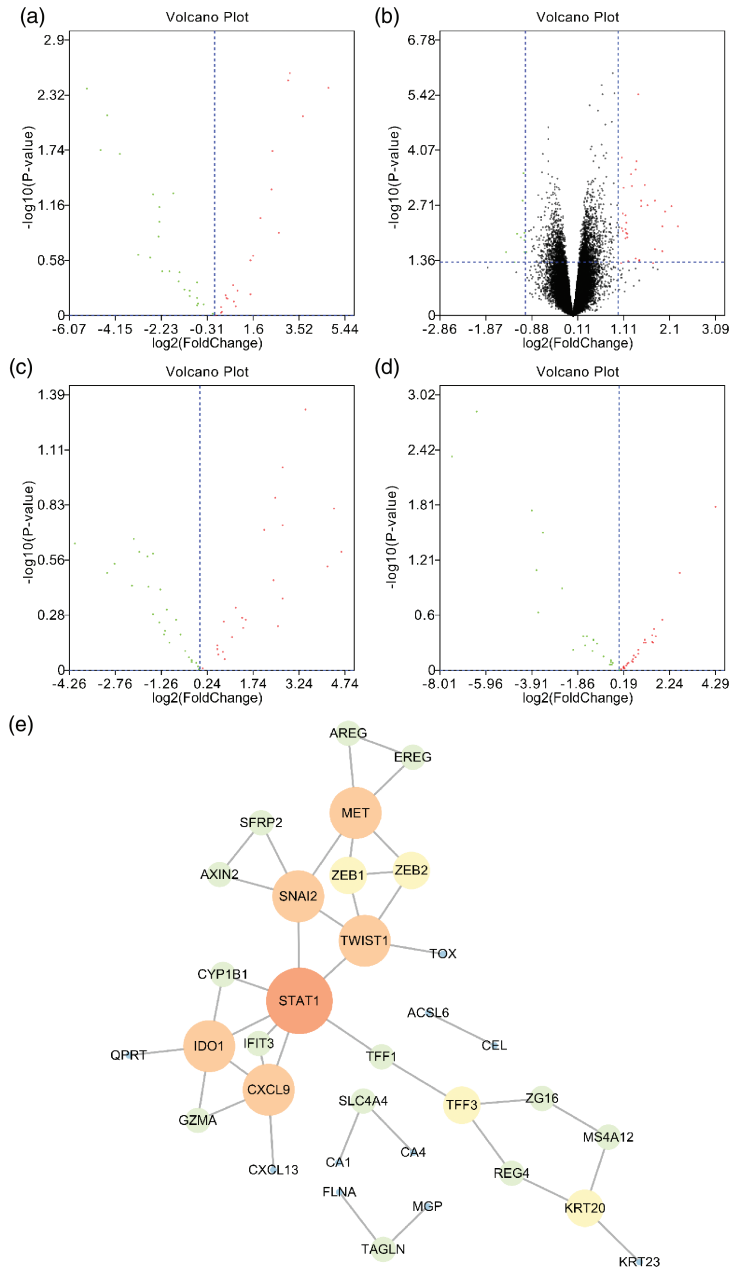 (a)
Volcano Plot
-log10(P-value)
2.9
2.32
1.74
1.16
0.58
0
-6.07 -4.15 -2.23 -0.31 1.6 3.52 5.44
log2(FoldChange)
(b)
Volcano Plot
-log10(P-value)
6.78
5.42
4.07
2.71
1.36
0
-2.86 -1.87 -0.88 0.11 1.11 2.1 3.09
log2(FoldChange)
(c)
Volcano Plot
-log10(P-value)
1.39
1.11
0.83
0.56
0.28
0
-4.26 -2.76 -1.26 0.24 1.74 3.24 4.74
log2(FoldChange)
(d)
Volcano Plot
-log10(P-value)
3.02
2.42
1.81
1.21
0.6
0
-8.01 -5.96 -3.91 -1.86 0.19 2.24 4.29
log2(FoldChange)
(e)
AREG
EREG
MET
SFRP2
AXIN2
ZEB1
ZEB2
SNAI2
TWIST1
TOX
CYP1B1
STAT1
ACSL6
CEL
IDO1
IFIT3
QPRT
TFF1
CXCL9
SLC4A4
TFF3
ZG16
GZMA
MS4A12
CA4
CA1
CXCL13
REG4
FLNA
MGP
KRT20
TAGLN
KRT23